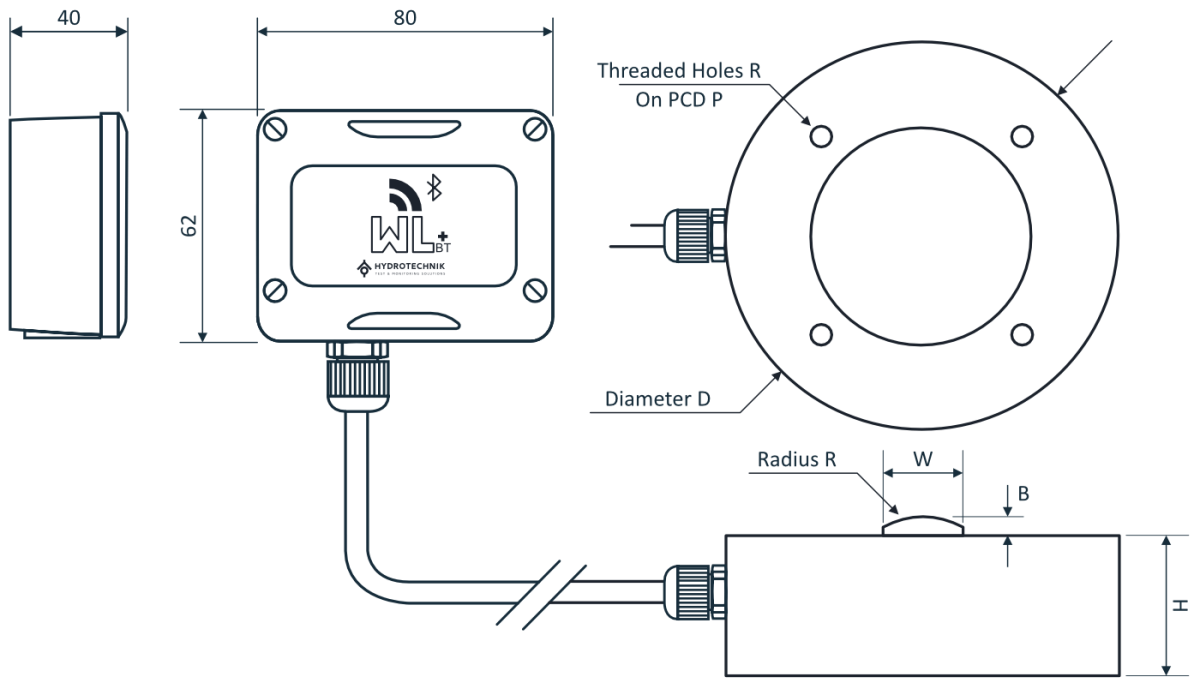 40
80
Threaded Holes R
On PCD P
62
WL+
BT
HYDROTECHNIK
TEST & MONITORING SOLUTIONS
Diameter D
Radius R
W
B
H